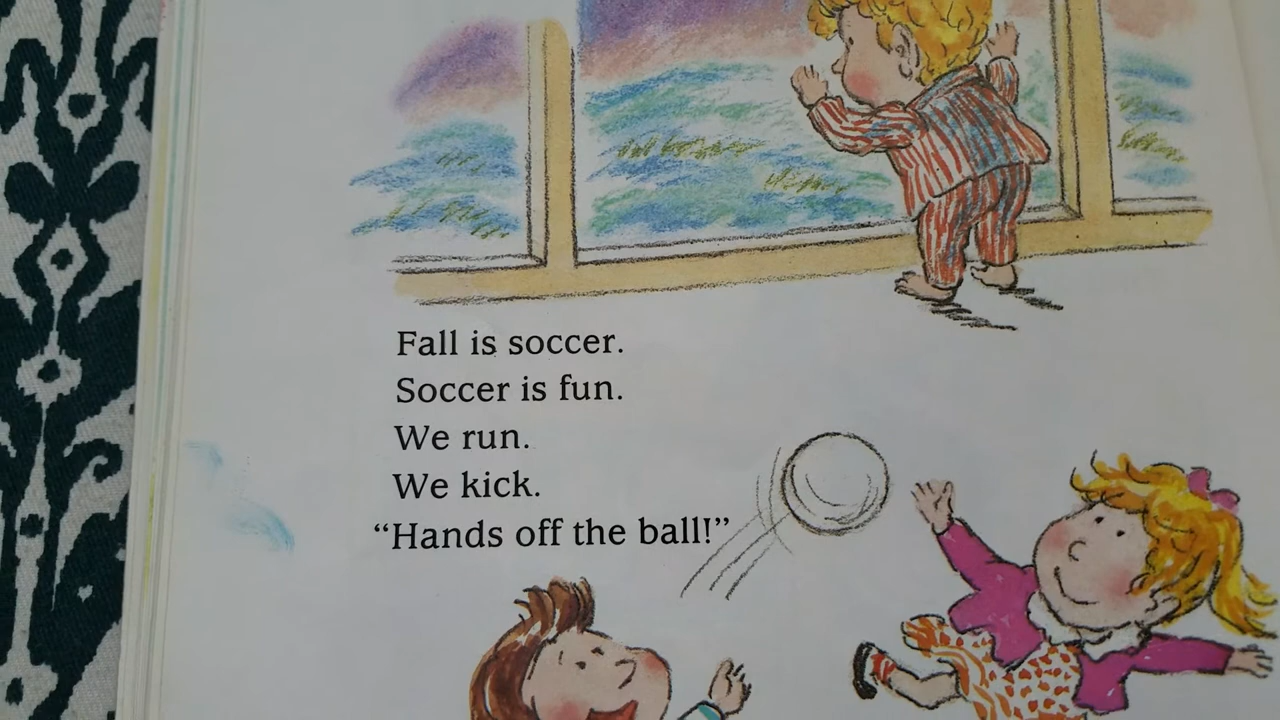 Fall is soccer.
Soccer is fun.
We run.
We kick.
“Hands off the ball!”